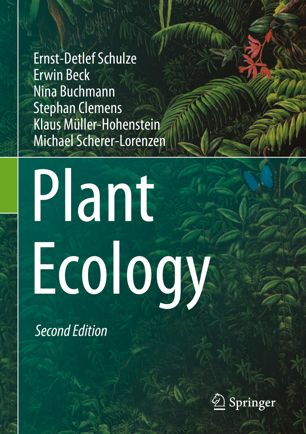 Ernst-Detlef Schulze
Erwin Beck
Nina Buchmann
Stephan Clemens
Klaus Müller-Hohenstein
Michael Scherer-Lorenzen
Plant
Ecology
Second Edition
Springer